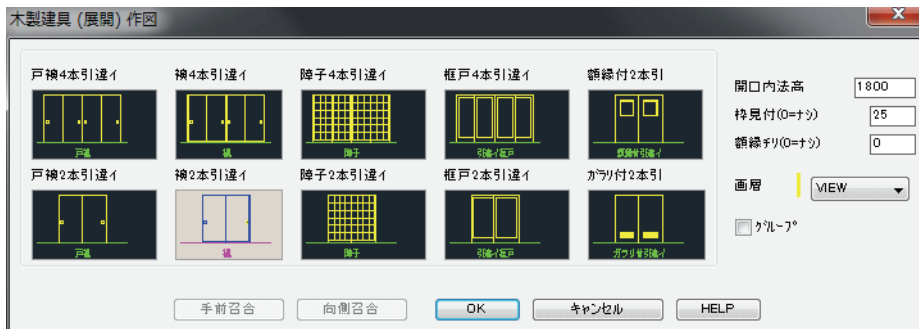 木製建具 (展開) 作図
戸襖4本引違イ 襖4本引違イ 障子4本引違イ 框戸4本引違イ 額縁付2本引
戸襖 襖 障子 引違イ框戸 額縁付引違イ
戸襖2本引違イ 襖2本引違イ 障子2本引違イ 框戸2本引違イ ガラリ付2本引
戸襖 襖 障子 引違イ框戸 ガラリ付引違イ
開口内法高 1800
枠見付(0=ナシ) 25
額縁チリ(0=ナシ) 0
画層 VIEW
グループ
手前召合 向側召合 OK キャンセル HELP